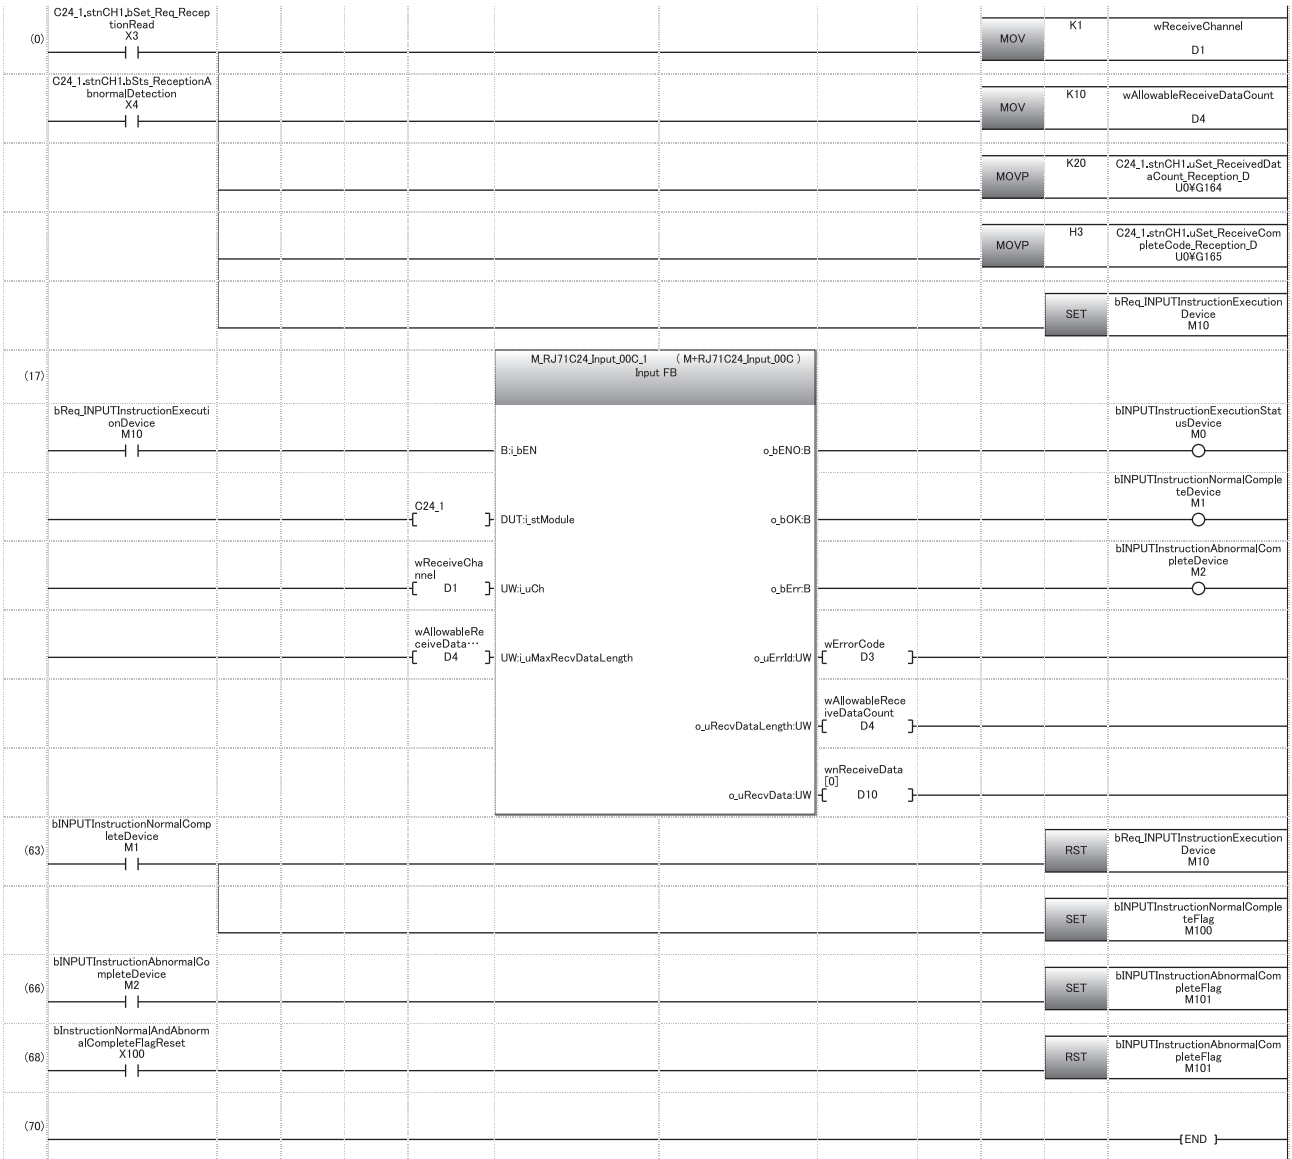 C24_1.stnCH1.bSet_Req_Recep
tionRead
X3
(0)
MOV K1 wReceiveChannel
D1
C24_1.stnCH1.bSts_ReceptionA
bnormalDetection
X4
MOV K10 wAllowableReceiveDataCount
D4
MOVP K20 C24_1.stnCH1.uSet_ReceivedDat
aCount_Reception_D
U0¥G164
MOVP H3 C24_1.stnCH1.uSet_ReceiveCom
pleteCode_Reception_D
U0¥G165
SET bReq_INPUTInstructionExecution
Device
M10
(17)
M_RJ71C24_Input_00C_1 ( M+RJ71C24_Input_00C )
Input FB
bReq_INPUTInstructionExecuti
onDevice
M10
B:i_bEN o_bENO:B
bINPUTInstructionExecutionStat
usDevice
M0
C24_1
DUT:i_stModule o_bOK:B
bINPUTInstructionNormalComple
teDevice
M1
wReceiveCha
nnel
D1
UW:i_uCh o_bErr:B
bINPUTInstructionAbnormalCom
pleteDevice
M2
wAllowableRe
ceiveData…
D4
UW:i_uMaxRecvDataLength o_uErrId:UW
wErrorCode
D3
o_uRecvDataLength:UW
wAllowableRece
iveDataCount
D4
o_uRecvData:UW
wnReceiveData
[0]
D10
(63)
bINPUTInstructionNormalComp
leteDevice
M1
RST bReq_INPUTInstructionExecution
Device
M10
SET bINPUTInstructionNormalComple
teFlag
M100
(66)
bINPUTInstructionAbnormalCo
mpleteDevice
M2
SET bINPUTInstructionAbnormalCom
pleteFlag
M101
(68)
bInstructionNormalAndAbnorm
alCompleteFlagReset
X100
RST bINPUTInstructionAbnormalCom
pleteFlag
M101
(70)
END